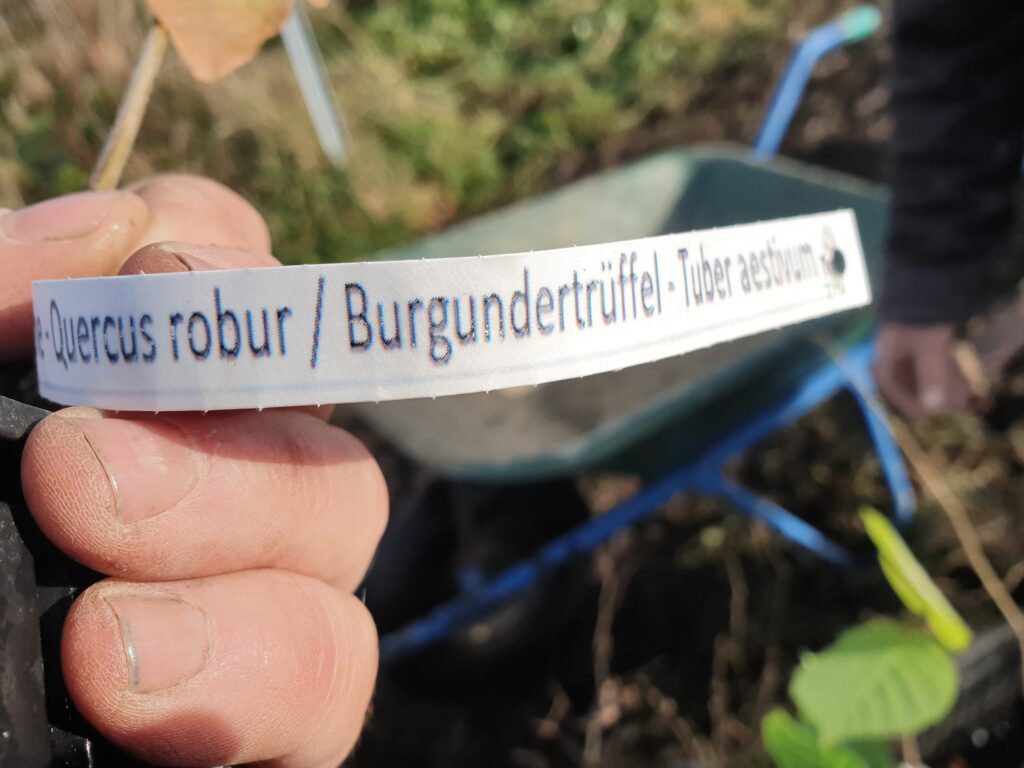 e - Quercus robur / Burgundertrüffel - Tuber aestivum